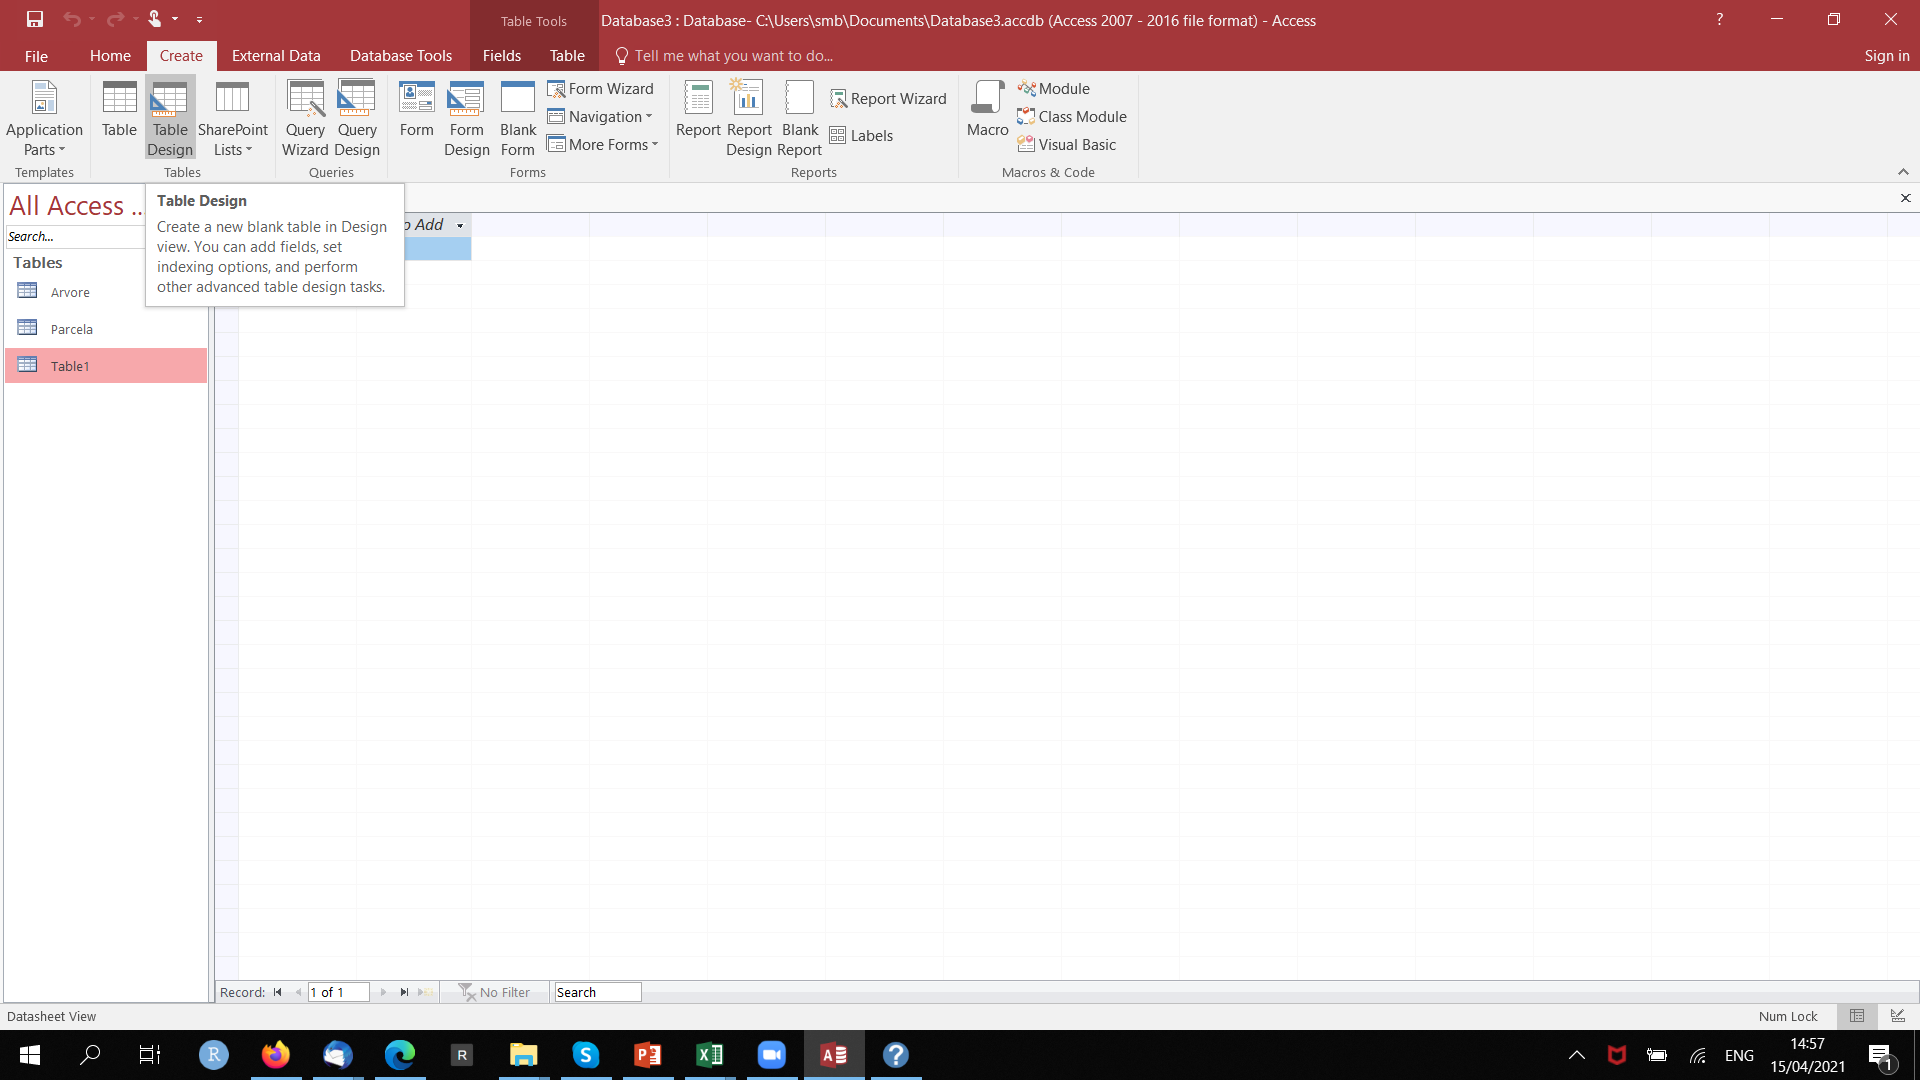 Table Tools
Database3 : Database- C:\Users\smb\Documents\Database3.accdb (Access 2007 - 2016 file format) - Access
?
File
Home
Create
External Data
Database Tools
Fields
Table
Tell me what you want to do...
Sign in
Application Parts
Table
Table Design
SharePoint Lists
Query Wizard
Query Design
Form
Form Design
Blank Form
Form Wizard
Navigation
More Forms
Report
Report Design
Blank Report
Report Wizard
Labels
Macro
Module
Class Module
Visual Basic
Templates
Tables
Queries
Forms
Reports
Macros & Code
All Access ...
Search...
Tables
Arvore
Parcela
Table1
Table Design
Create a new blank table in Design
view. You can add fields, set
indexing options, and perform
other advanced table design tasks.
o Add
Record:
1 of 1
No Filter
Search
Datasheet View
Num Lock
ENG
14:57
15/04/2021
1